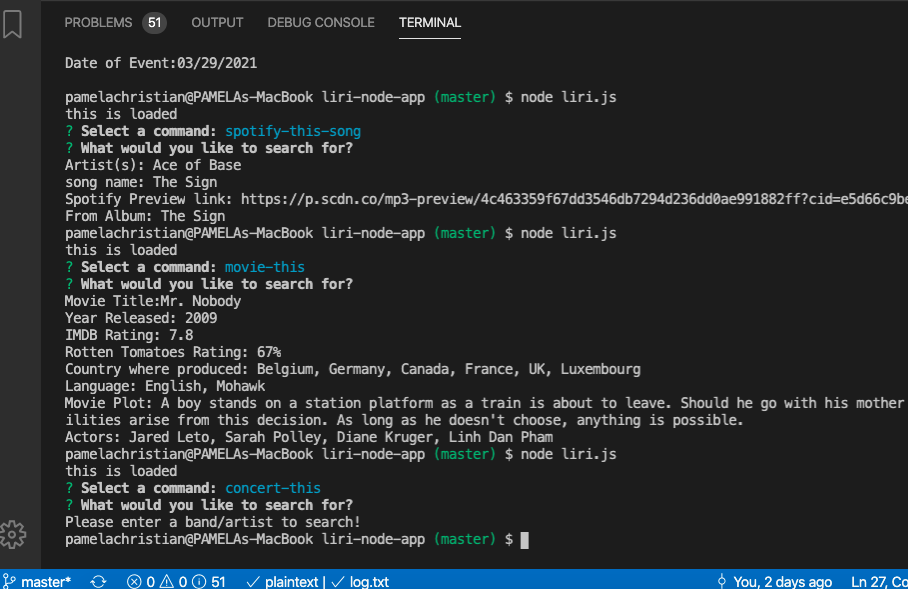 PROBLEMS 51 OUTPUT DEBUG CONSOLE TERMINAL
Date of Event:03/29/2021
pamelachristian@PAMELAs-MacBook liri-node-app (master) $ node liri.js
this is loaded
? Select a command: spotify-this-song
? What would you like to search for?
Artist(s): Ace of Base
song name: The Sign
Spotify Preview link: https://p.scdn.co/mp3-preview/4c463359f67dd3546db7294d236dd0ae991882ff?cid=e5d66c9be
From Album: The Sign
pamelachristian@PAMELAs-MacBook liri-node-app (master) $ node liri.js
this is loaded
? Select a command: movie-this
? What would you like to search for?
Movie Title:Mr. Nobody
Year Released: 2009
IMDB Rating: 7.8
Rotten Tomatoes Rating: 67%
Country where produced: Belgium, Germany, Canada, France, UK, Luxembourg
Language: English, Mohawk
Movie Plot: A boy stands on a station platform as a train is about to leave. Should he go with his mother
ilities arise from this decision. As long as he doesn't choose, anything is possible.
Actors: Jared Leto, Sarah Polley, Diane Kruger, Linh Dan Pham
pamelachristian@PAMELAs-MacBook liri-node-app (master) $ node liri.js
this is loaded
? Select a command: concert-this
? What would you like to search for?
Please enter a band/artist to search!
pamelachristian@PAMELAs-MacBook liri-node-app (master) $
master* 0 0 51 plaintext | log.txt You, 2 days ago Ln 27, Co